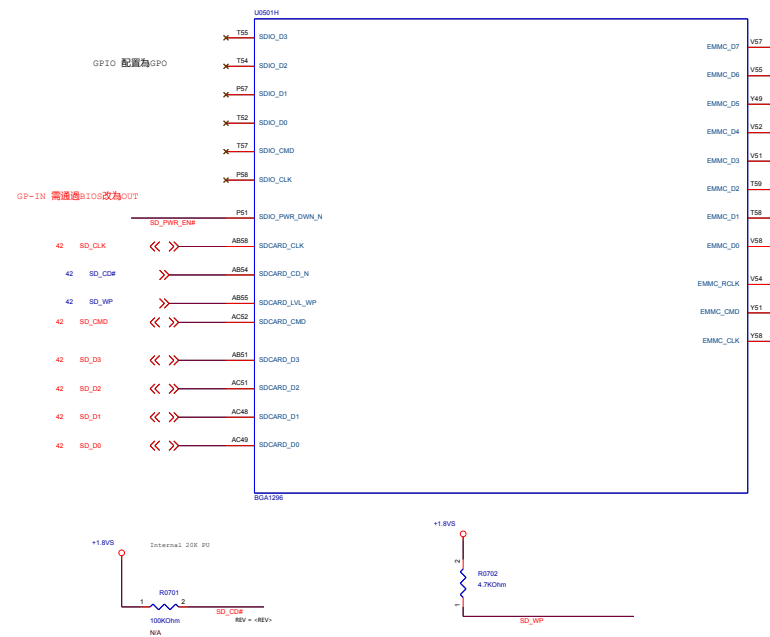 U0501H
T55 SDIO_D3
EMMC_D7 V57
GPIO 配置為GPO
T54 SDIO_D2
EMMC_D6 V55
P57 SDIO_D1
EMMC_D5 Y49
T52 SDIO_D0
EMMC_D4 V52
T57 SDIO_CMD
EMMC_D3 V51
P58 SDIO_CLK
EMMC_D2 T59
GP-IN 需通過BIOS改為OUT
SD_PWR_EN# P51 SDIO_PWR_DWN_N
EMMC_D1 T58
42 SD_CLK AB58 SDCARD_CLK
EMMC_D0 V58
42 SD_CD# AB54 SDCARD_CD_N
EMMC_RCLK V54
42 SD_WP AB55 SDCARD_LVL_WP
EMMC_CMD Y51
42 SD_CMD AC52 SDCARD_CMD
EMMC_CLK Y58
42 SD_D3 AB51 SDCARD_D3
42 SD_D2 AC51 SDCARD_D2
42 SD_D1 AC48 SDCARD_D1
42 SD_D0 AC49 SDCARD_D0
BGA1296
+1.8VS
Internal 20K PU
R0701
1 2
SD_CD#
100KOhm
REV = <REV>
N/A
+1.8VS
2
R0702
4.7KOhm
1
SD_WP